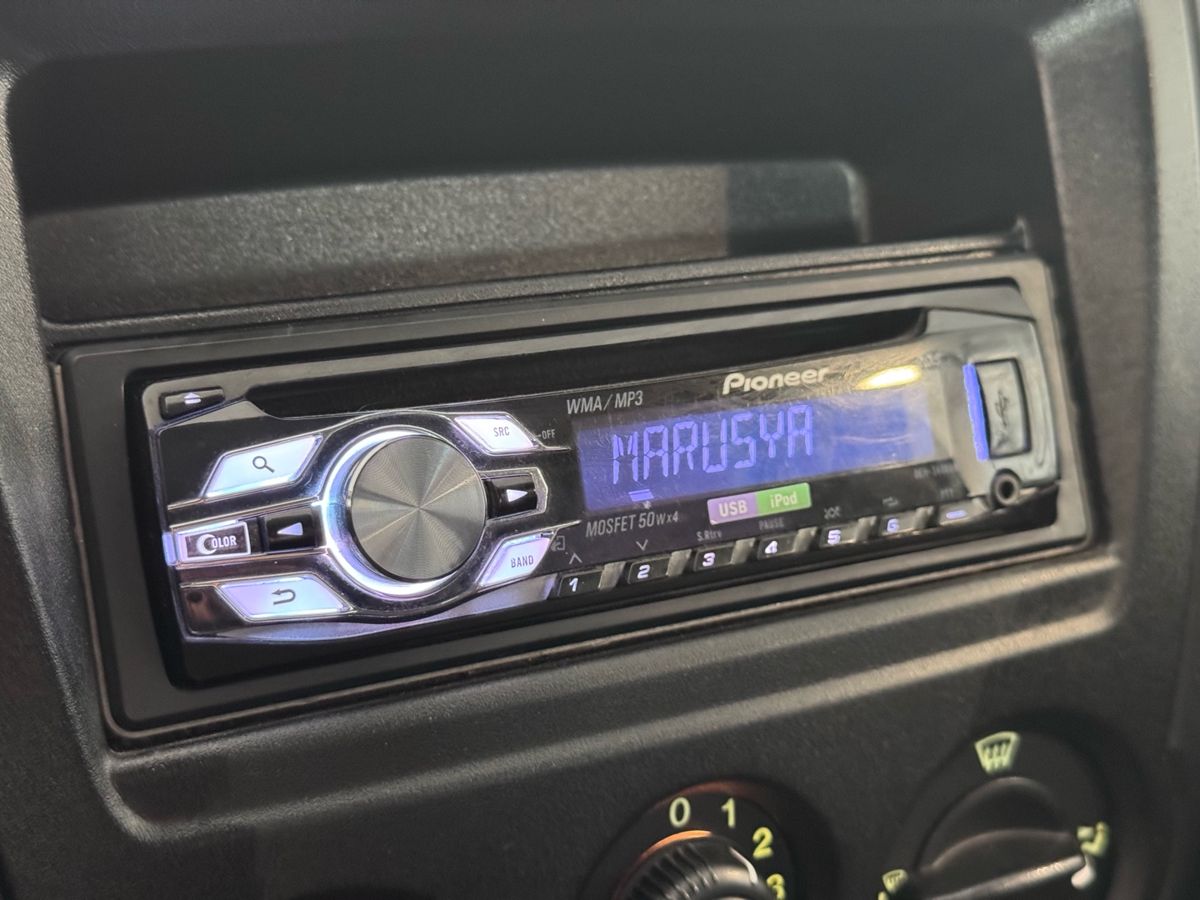 Pioneer
WMA / MP3
SRC
-OFF
MARUSYA
COLOR
USB iPod
MOSFET 50W×4
BAND
S.Rtrv PAUSE
1 2 3 4 5 6
0 1 2 3